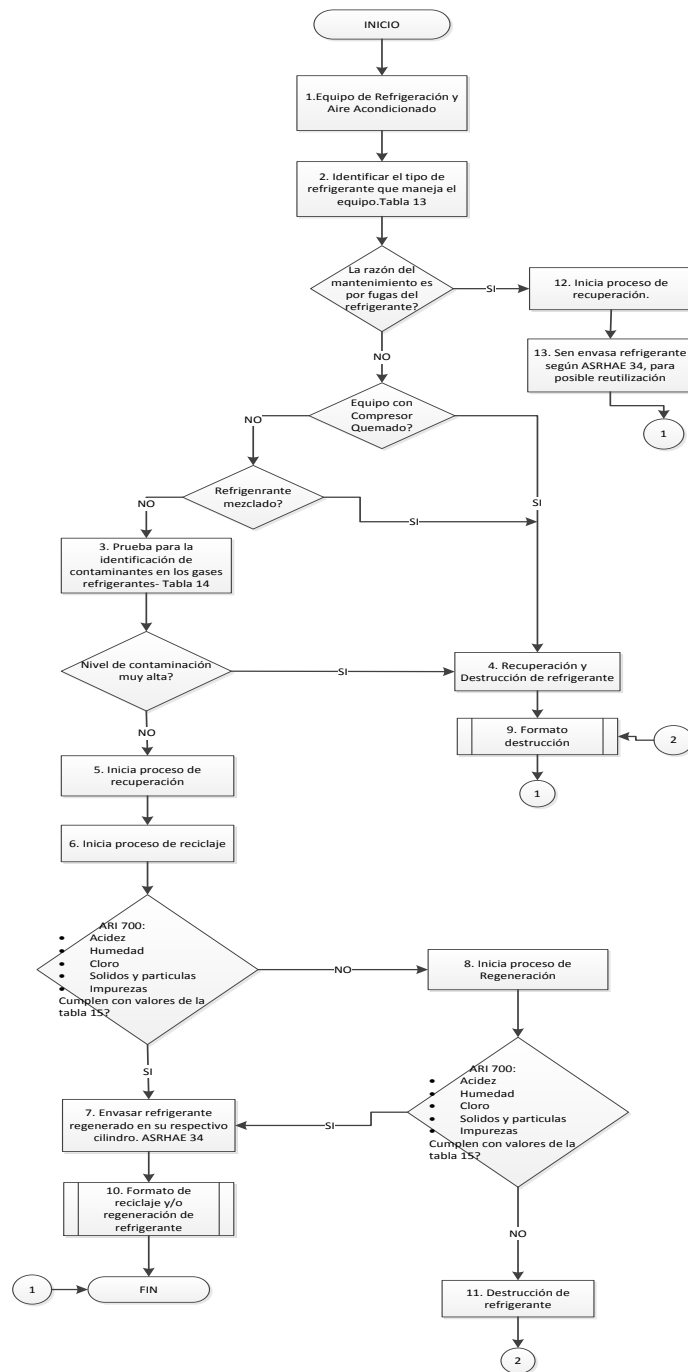 INICIO
1.Equipo de Refrigeración y
Aire Acondicionado
2. Identificar el tipo de
refrigerante que maneja el
equipo.Tabla 13
La razón del
mantenimiento es
por fugas del
refrigerante?
SI
12. Inicia proceso de
recuperación.
NO
13. Sen envasa refrigerante
según ASRHAE 34, para
posible reutilización
1
Equipo con
Compresor
Quemado?
NO
SI
Refrigenrante
mezclado?
NO
SI
3. Prueba para la
identificación de
contaminantes en los gases
refrigerantes- Tabla 14
Nivel de contaminación
muy alta?
SI
4. Recuperación y
Destrucción de refrigerante
NO
9. Formato
destrucción
2
1
5. Inicia proceso de
recuperación
6. Inicia proceso de reciclaje
ARI 700:
• Acidez
• Humedad
• Cloro
• Solidos y particulas
• Impurezas
Cumplen con valores de la
tabla 15?
NO
8. Inicia proceso de
Regeneración
SI
ARI 700:
• Acidez
• Humedad
• Cloro
• Solidos y particulas
• Impurezas
Cumplen con valores de la
tabla 15?
SI
7. Envasar refrigerante
regenerado en su respectivo
cilindro. ASRHAE 34
10. Formato de
reciclaje y/o
regeneración de
refrigerante
NO
1
FIN
11. Destrucción de
refrigerante
2